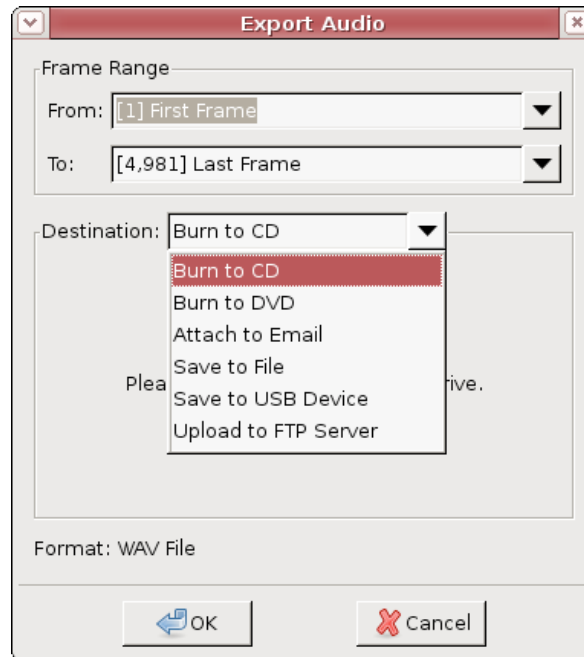 Export Audio
Frame Range
From: [1] First Frame
To: [4,981] Last Frame
Destination: Burn to CD
Burn to CD
Burn to DVD
Attach to Email
Save to File
Save to USB Device
Upload to FTP Server
Format: WAV File
OK Cancel